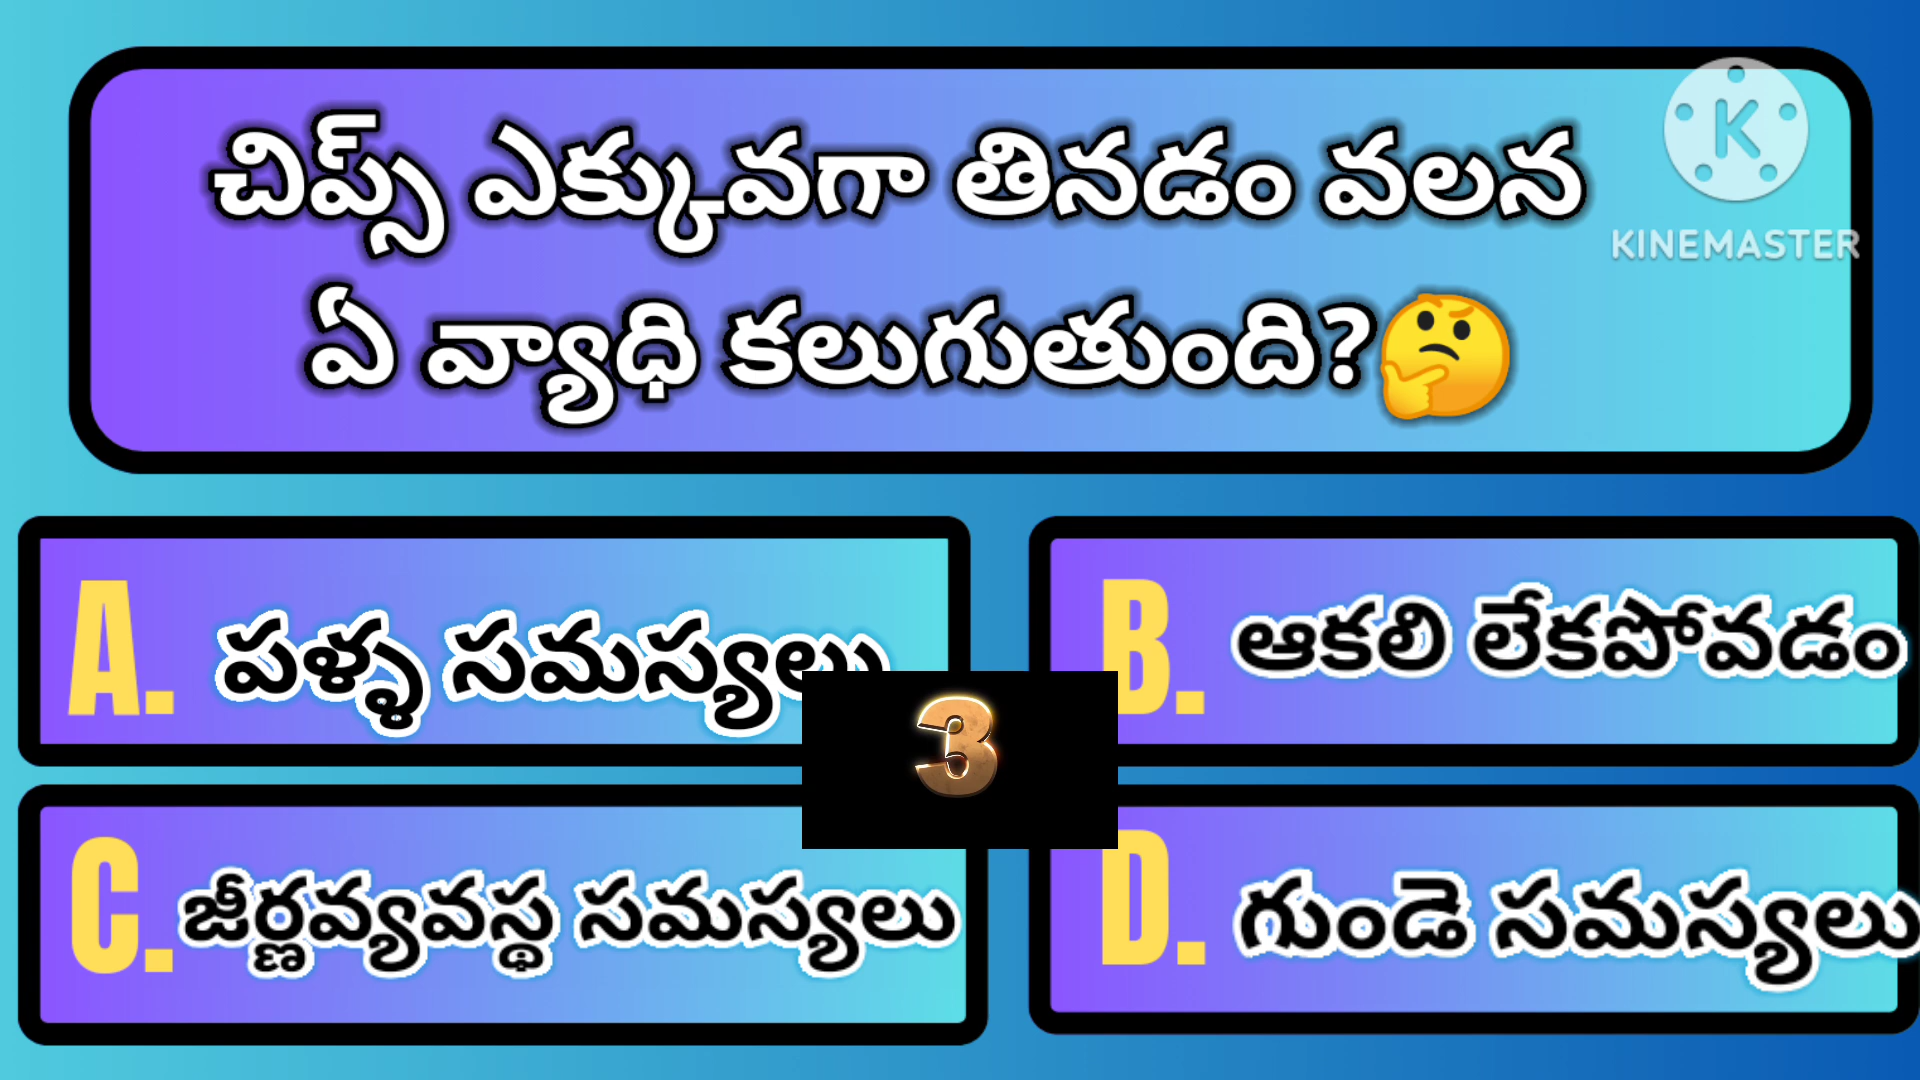 చిప్స్ ఎక్కువగా తినడం వలన
ఏ వ్యాధి కలుగుతుంది?🤔
KINEMASTER
A. పళ్ళ సమస్యలు
B. ఆకలి లేకపోవడం
3
C. జీర్ణవ్యవస్థ సమస్యలు
D. గుండె సమస్యలు